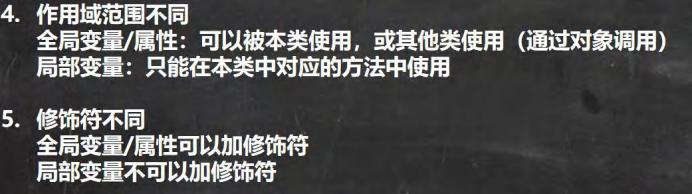 4. 作用域范围不同
全局变量/属性：可以被本类使用，或其他类使用（通过对象调用）
局部变量：只能在本类中对应的方法中使用
5. 修饰符不同
全局变量/属性可以加修饰符
局部变量不可以加修饰符